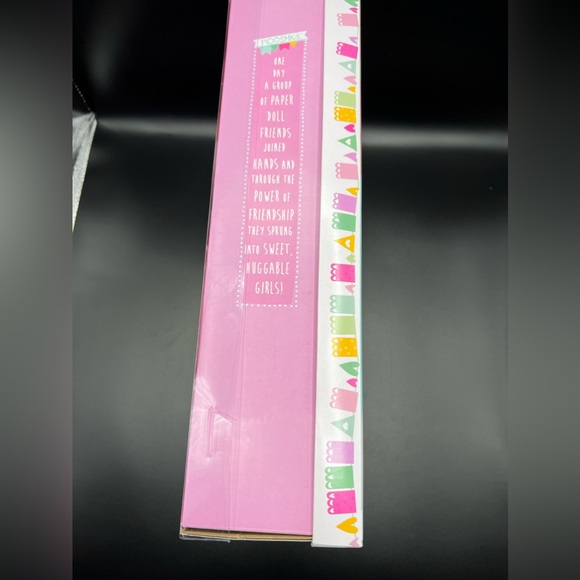 MOOSHKA
ONE
DAY
A GROUP
OF PAPER
DOLL
FRIENDS
JOINED
HANDS AND
THROUGH THE
POWER OF
FRIENDSHIP
THEY SPRUNG
INTO SWEET,
HUGGABLE
GIRLS!